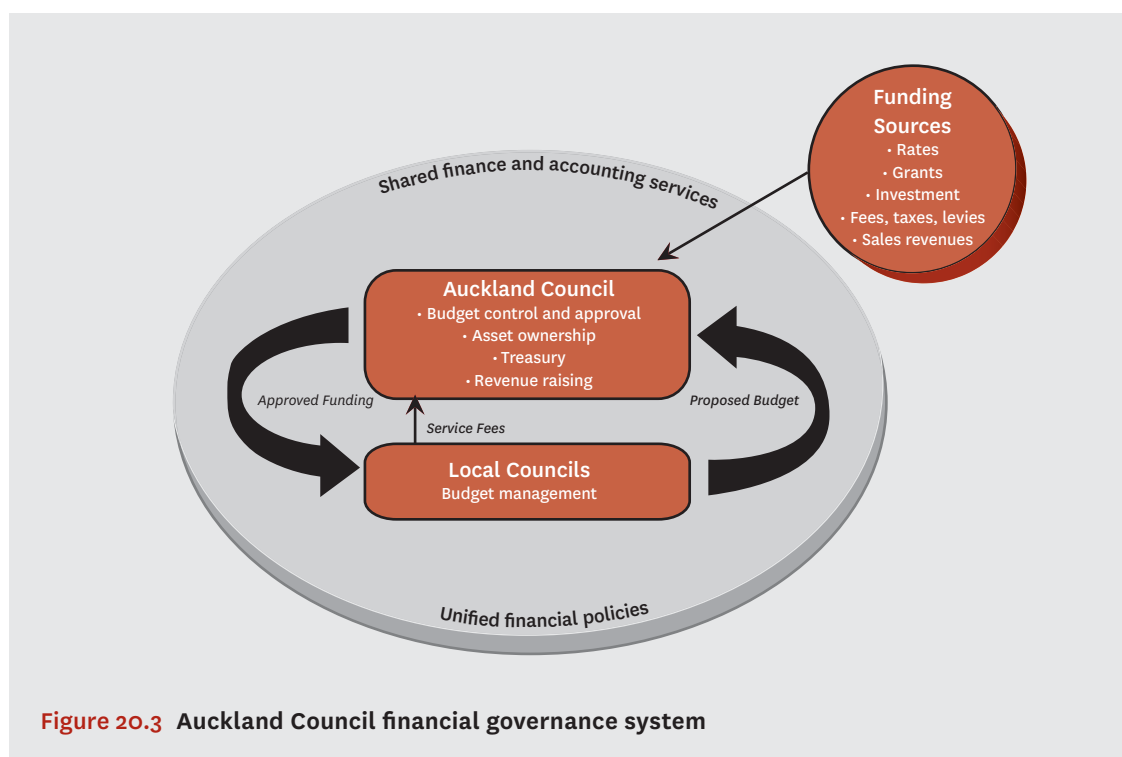 Funding
Sources
• Rates
• Grants
• Investment
• Fees, taxes, levies
• Sales revenues
Shared finance and accounting services
Auckland Council
• Budget control and approval
• Asset ownership
• Treasury
• Revenue raising
Approved Funding
Proposed Budget
Service Fees
Local Councils
Budget management
Unified financial policies
Figure 20.3 Auckland Council financial governance system